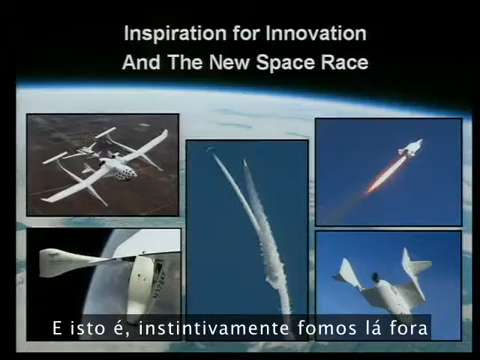 Inspiration for Innovation
And The New Space Race
E isto é, instintivamente fomos lá fora